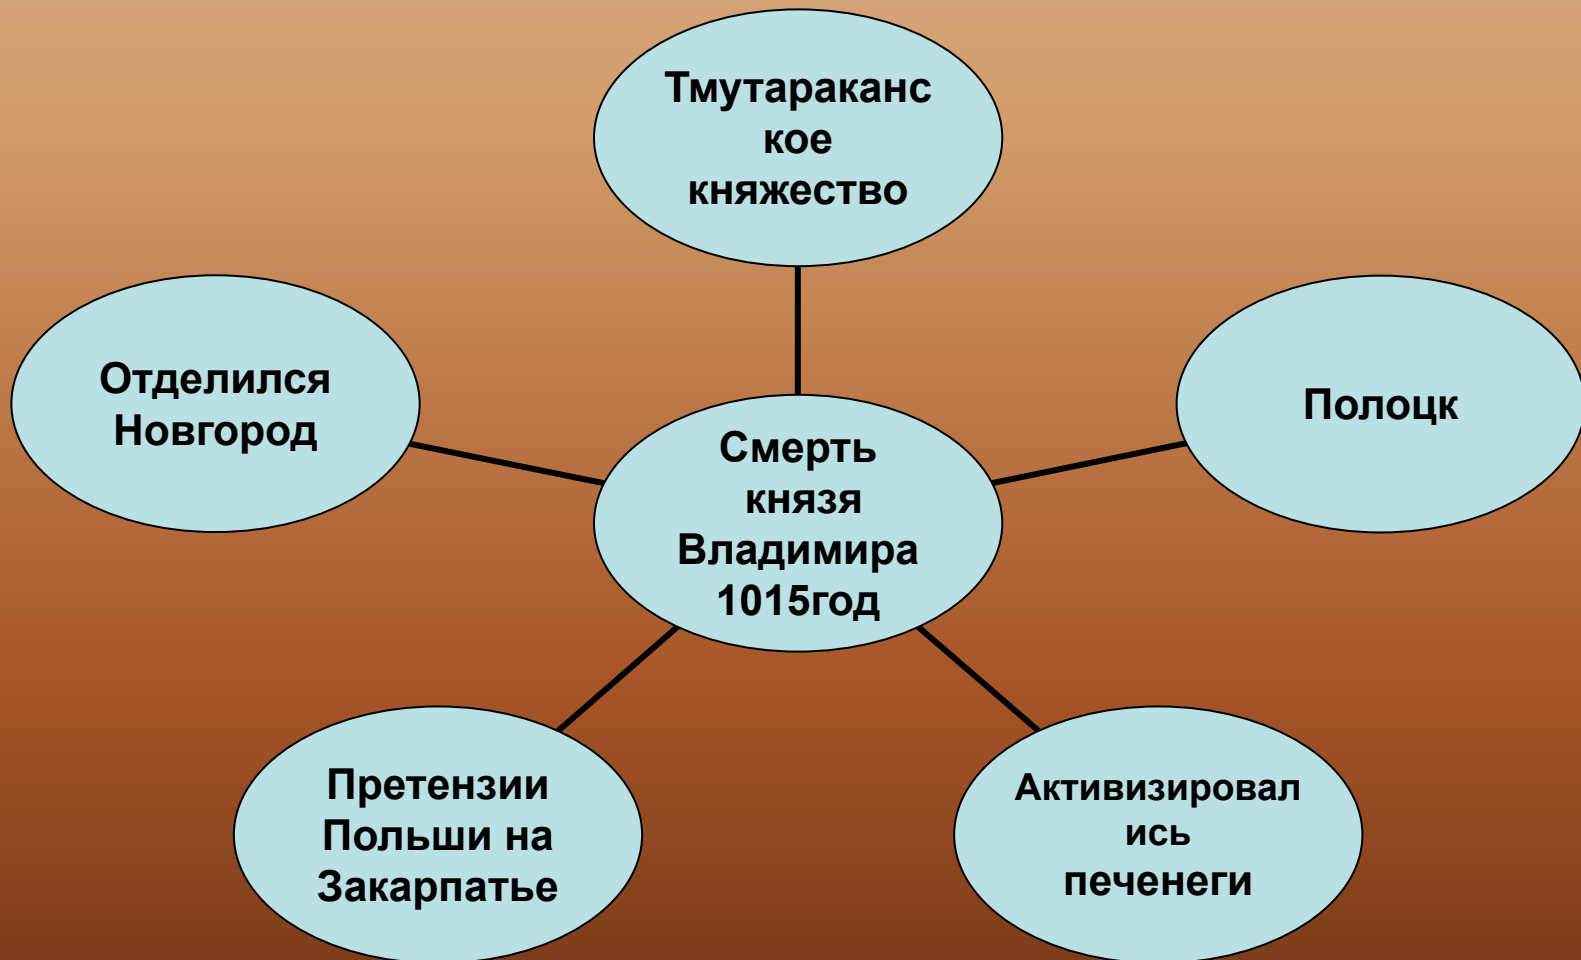 Тмутараканс
кое
княжество
Отделился
Новгород
Полоцк
Смерть
князя
Владимира
1015год
Претензии
Польши на
Закарпатье
Активизировал
ись
печенеги